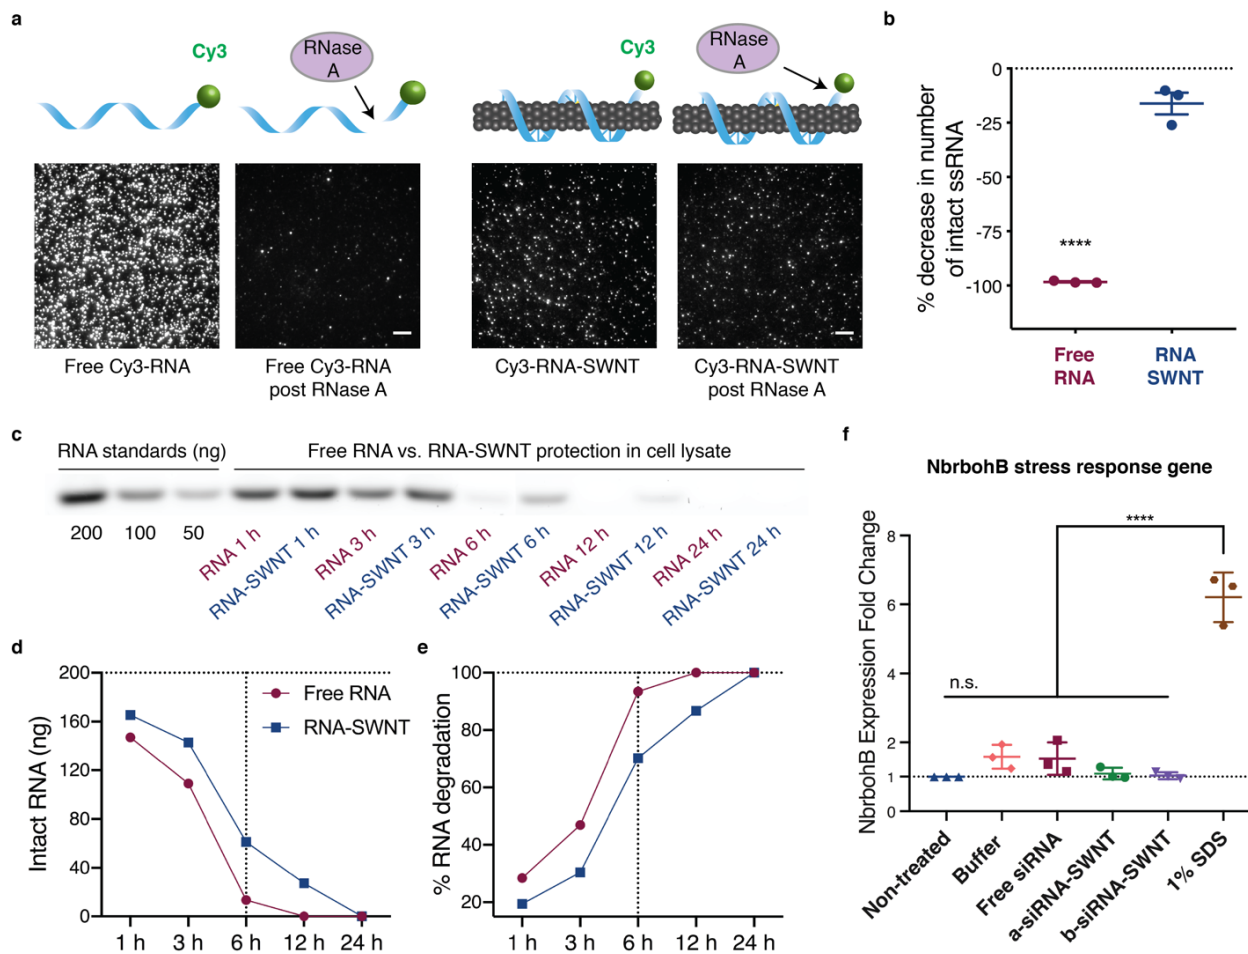 a
Cy3
RNase
A
Cy3
RNase
A
Free Cy3-RNA
Free Cy3-RNA
post RNase A
Cy3-RNA-SWNT
Cy3-RNA-SWNT
post RNase A
b
% decrease in number
of intact ssRNA
0
-25
-50
-75
-100
****
Free
RNA
RNA
SWNT
c
RNA standards (ng)
Free RNA vs. RNA-SWNT protection in cell lysate
200
100
50
RNA 1 h
RNA-SWNT 1 h
RNA 3 h
RNA-SWNT 3 h
RNA 6 h
RNA-SWNT 6 h
RNA 12 h
RNA-SWNT 12 h
RNA 24 h
RNA-SWNT 24 h
d
Intact RNA (ng)
200
160
120
80
40
0
Free RNA
RNA-SWNT
1 h
3 h
6 h
12 h
24 h
e
% RNA degradation
100
80
60
40
20
1 h
3 h
6 h
12 h
24 h
f
NbrbohB stress response gene
NbrbohB Expression Fold Change
8
6
4
2
1
0
n.s.
****
Non-treated
Buffer
Free siRNA
a-siRNA-SWNT
b-siRNA-SWNT
1% SDS